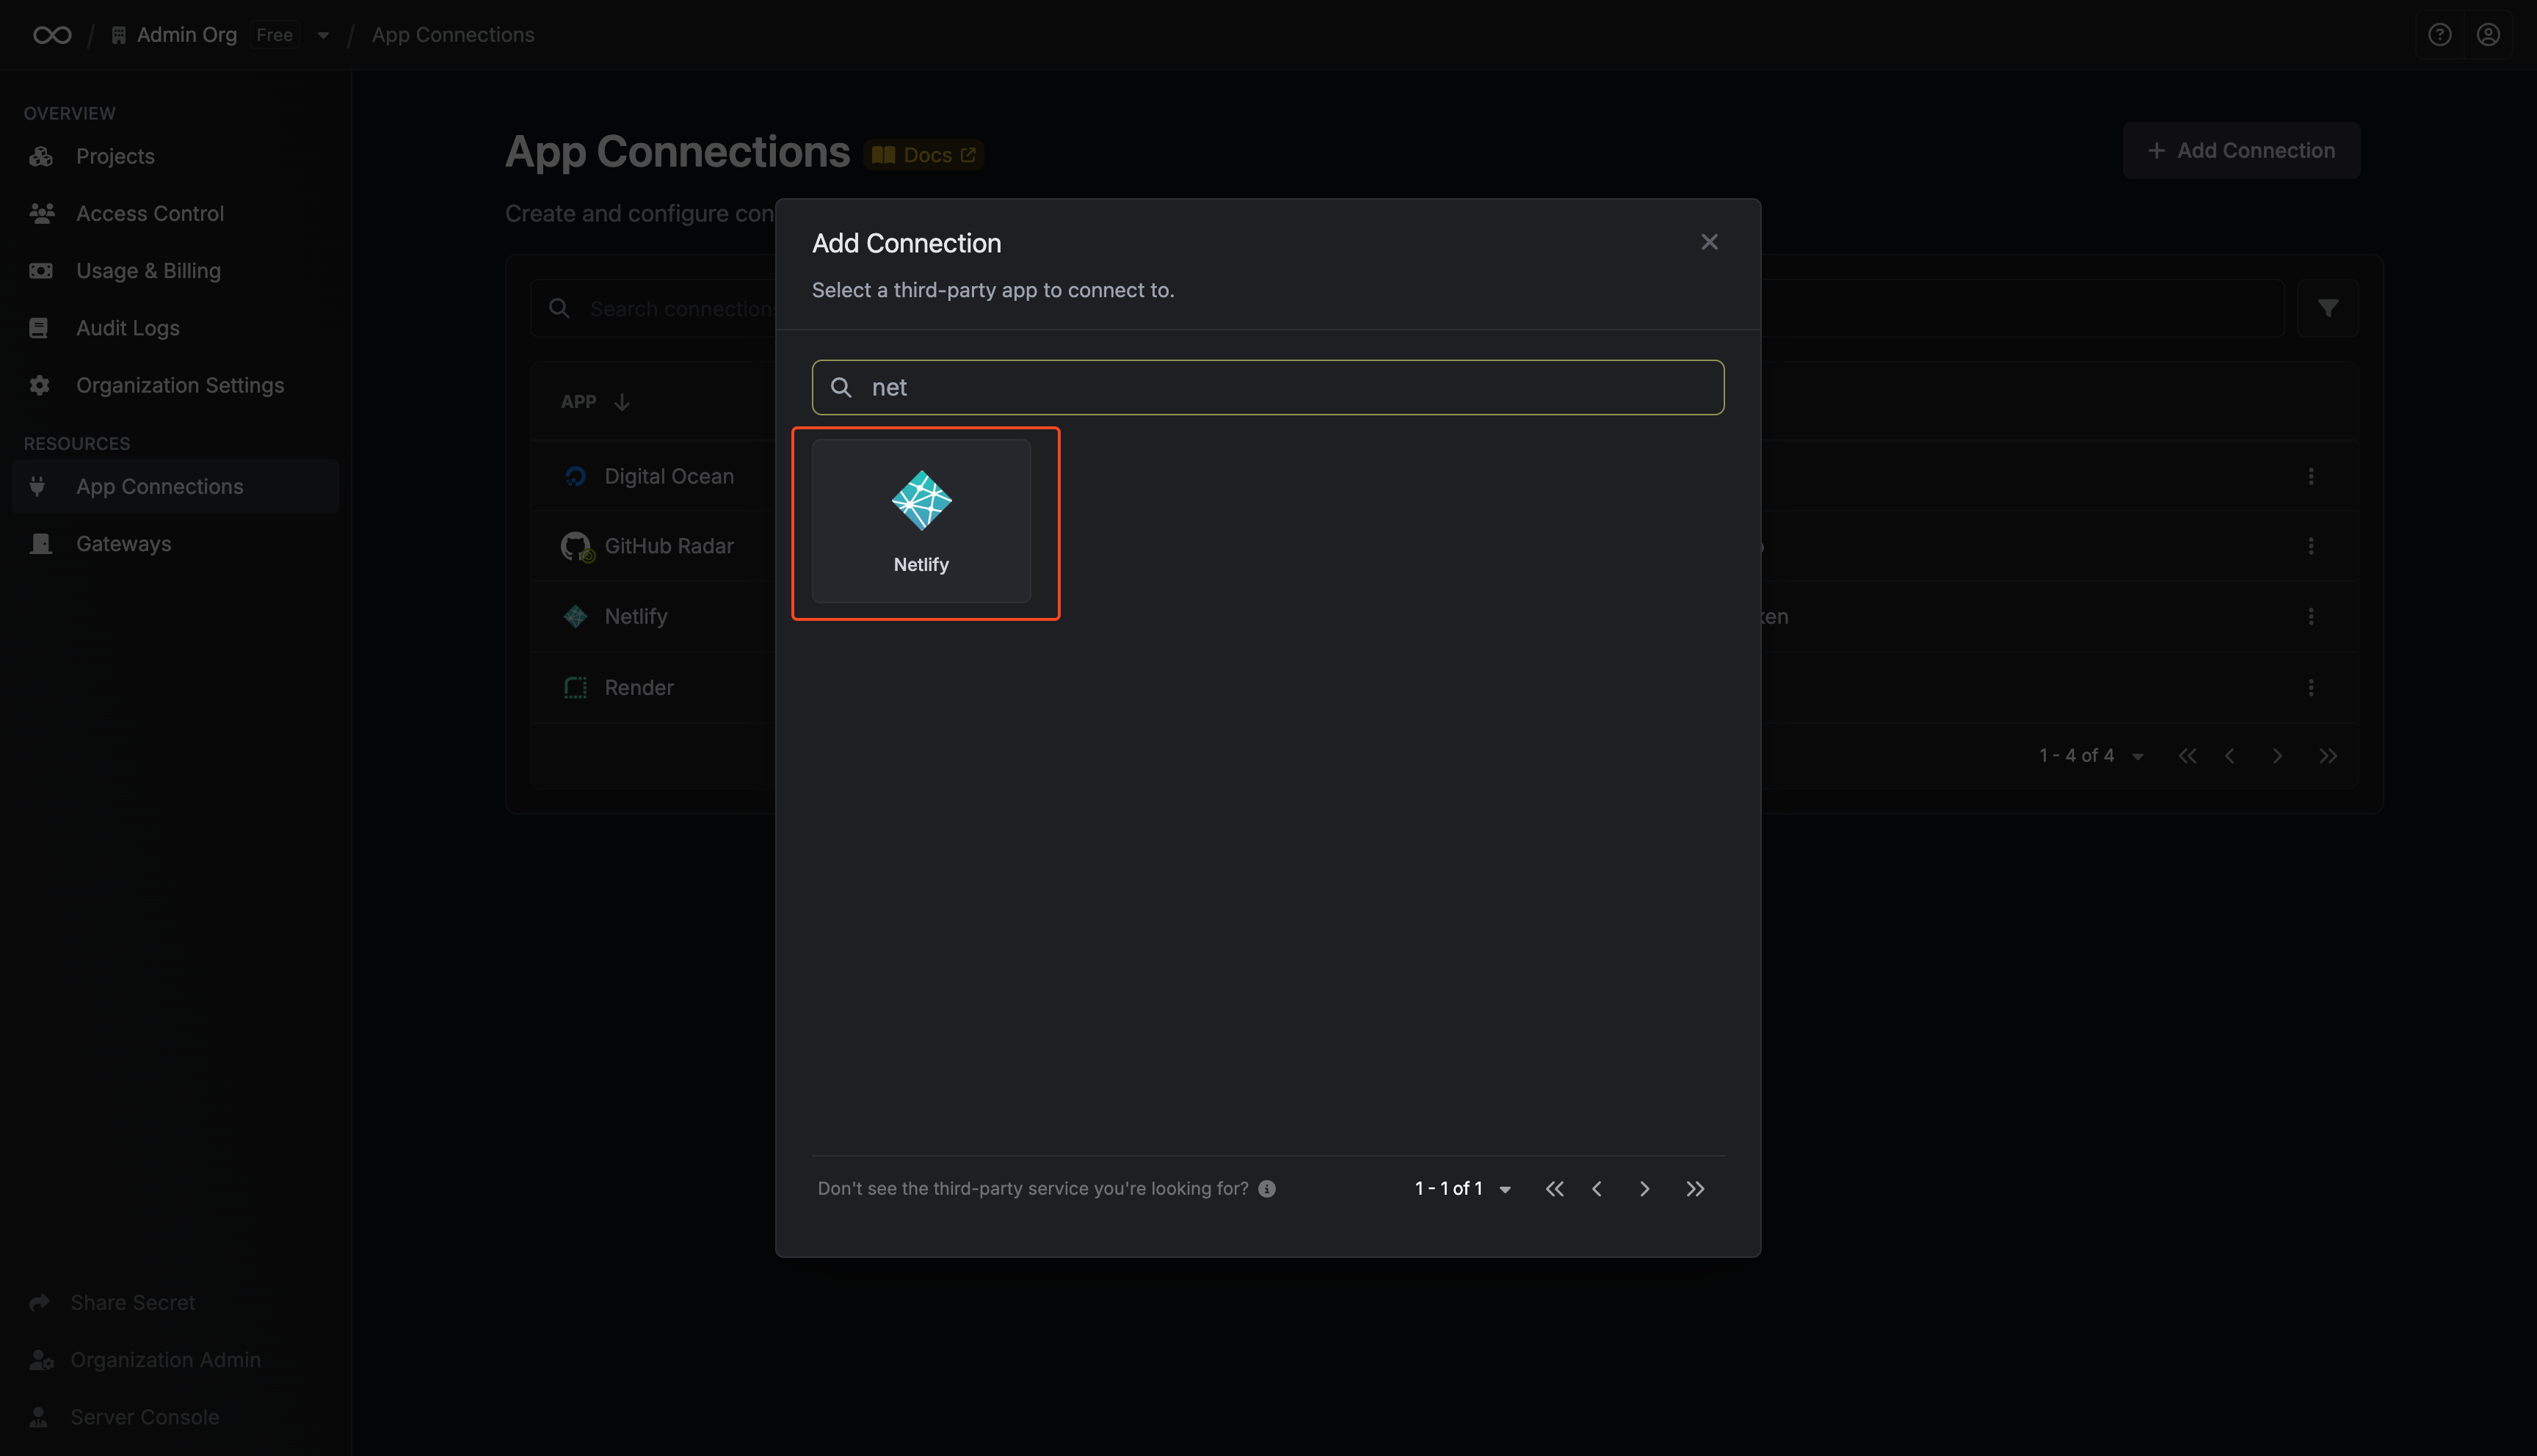 Admin Org Free / App Connections
OVERVIEW
Projects
Access Control
Usage & Billing
Audit Logs
Organization Settings
RESOURCES
App Connections
Gateways
Share Secret
Organization Admin
Server Console
App Connections Docs
+ Add Connection
Create and configure con
Search connection
APP
Digital Ocean
GitHub Radar
Netlify
ken
Render
1 - 4 of 4
Add Connection
Select a third-party app to connect to.
net
Netlify
Don't see the third-party service you're looking for?
1 - 1 of 1